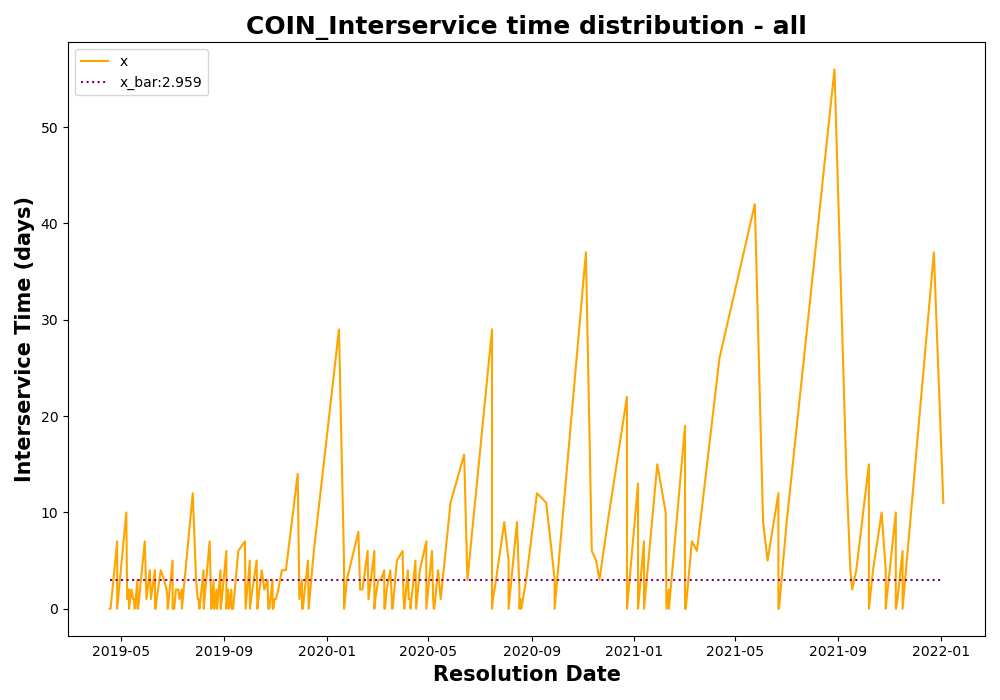 COIN_Interservice time distribution - all
x
x_bar:2.959
Interservice Time (days)
50
40
30
20
10
0
2019-05 2019-09 2020-01 2020-05 2020-09 2021-01 2021-05 2021-09 2022-01
Resolution Date